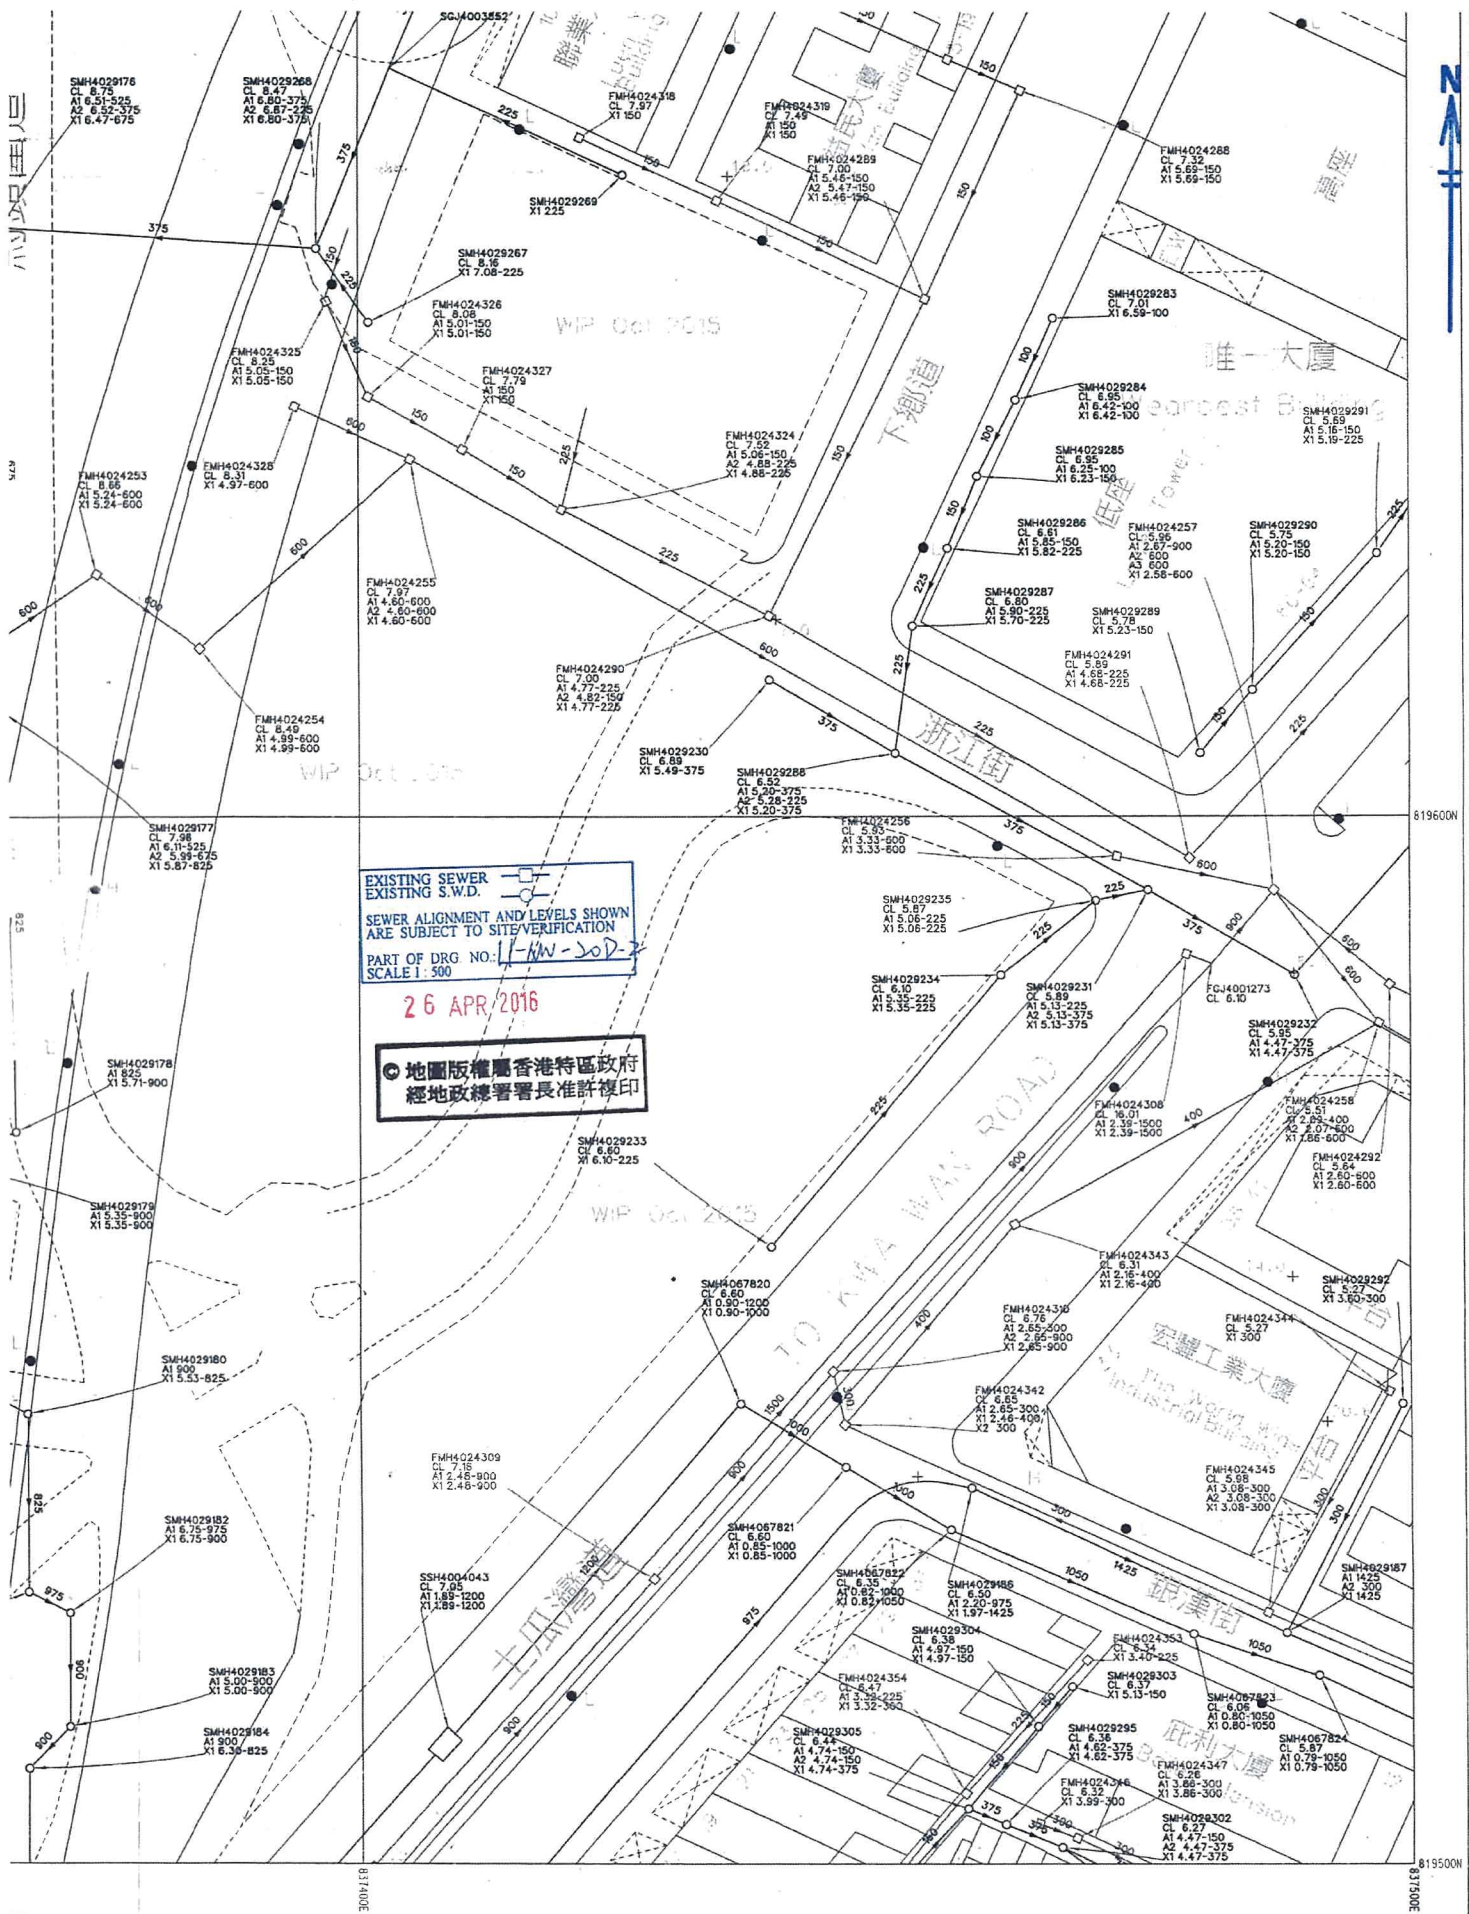 SGJ4003852
SMH4029176
CL 8.75
A1 6.51-525
A2 6.52-375
X1 6.47-675
SMH4029268
CL 8.47
A1 6.80-375
A2 6.87-225
X1 6.80-375
FMH4024318
CL 7.97
X1 150
FMH4024319
CL 7.49
A1 150
X1 150
FMH4024289
CL 7.00
A1 5.46-150
A2 5.47-150
X1 5.46-150
FMH4024288
CL 7.32
A1 5.69-150
X1 5.69-150
N
高座
SMH4029269
X1 225
SMH4029267
CL 8.16
X1 7.08-225
FMH4024326
CL 8.08
A1 5.01-150
X1 5.01-150
WIP Oct 2015
SMH4029283
CL 7.01
X1 6.59-100
唯一大廈
FMH4024325
CL 8.25
A1 5.05-150
X1 5.05-150
FMH4024327
CL 7.79
A1 150
X1 150
下鄉道
SMH4029284
CL 6.95
A1 6.42-100
X1 6.42-100
SMH4029291
CL 5.69
A1 5.16-150
X1 5.19-225
FMH4024324
CL 7.52
A1 5.06-150
A2 4.88-225
X1 4.88-225
SMH4029285
CL 6.95
A1 6.25-100
X1 6.23-150
低座
Tower
FMH4024253
CL 8.66
A1 5.24-600
X1 5.24-600
FMH4024328
CL 8.31
X1 4.97-600
SMH4029286
CL 6.61
A1 5.85-150
X1 5.82-225
FMH4024257
CL 5.96
A1 2.67-900
A2 600
A3 600
X1 2.58-600
SMH4029290
CL 5.75
A1 5.20-150
X1 5.20-150
FMH4024255
CL 7.97
A1 4.60-600
A2 4.60-600
X1 4.60-600
SMH4029287
CL 6.80
A1 5.90-225
X1 5.70-225
SMH4029289
CL 5.78
X1 5.23-150
FMH4024291
CL 5.89
A1 4.68-225
X1 4.68-225
FMH4024290
CL 7.00
A1 4.77-225
A2 4.82-150
X1 4.77-225
FMH4024254
CL 8.49
A1 4.99-600
X1 4.99-600
浙江街
SMH4029230
CL 6.89
X1 5.49-375
SMH4029288
CL 6.52
A1 5.20-375
A2 5.28-225
X1 5.20-375
819600N
SMH4029177
CL 7.98
A1 6.11-525
A2 5.99-675
X1 5.87-825
FMH4024256
CL 5.93
A1 3.33-600
X1 3.33-600
EXISTING SEWER
EXISTING S.W.D.
SEWER ALIGNMENT AND LEVELS SHOWN
ARE SUBJECT TO SITE VERIFICATION
PART OF DRG. NO.:
SCALE 1 : 500
26 APR 2016
© 地圖版權屬香港特區政府
經地政總署署長准許複印
SMH4029235
CL 5.87
A1 5.06-225
X1 5.06-225
SMH4029234
CL 6.10
A1 5.35-225
X1 5.35-225
SMH4029231
CL 5.89
A1 5.13-225
A2 5.13-375
X1 5.13-375
FGJ4001273
CL 6.10
SMH4029232
CL 5.95
A1 4.47-375
X1 4.47-375
SMH4029178
A1 825
X1 5.71-900
FMH4024308
CL 16.01
A1 2.39-1500
X1 2.39-1500
FMH4024258
CL 5.51
A1 2.09-400
A2 2.07-600
X1 1.86-600
FMH4024292
CL 5.64
A1 2.60-600
X1 2.60-600
SMH4029233
CL 6.60
X1 6.10-225
SMH4029179
A1 5.35-900
X1 5.35-900
WIP Oct 2015
TO KWA WAN ROAD
FMH4024343
CL 6.31
A1 2.16-400
X1 2.16-400
SMH4067820
CL 6.60
A1 0.90-1200
X1 0.90-1000
SMH4029292
CL 5.27
X1 3.60-300
FMH4024310
CL 6.76
A1 2.65-300
A2 2.65-900
X1 2.65-900
FMH4024344
CL 5.27
X1 300
平台
宏豐工業大廈
SMH4029180
A1 900
X1 5.53-825
FMH4024342
CL 6.65
A1 2.65-300
X1 2.46-400
X2 300
FMH4024309
CL 7.15
A1 2.48-900
X1 2.48-900
FMH4024345
CL 5.98
A1 3.08-300
A2 3.08-300
X1 3.08-300
SMH4029182
A1 6.75-975
X1 6.75-900
SMH4067821
CL 6.60
A1 0.85-1000
X1 0.85-1000
土瓜灣道
SSH4004043
CL 7.95
A1 1.89-1200
X1 1.89-1200
SMH4067822
CL 6.35
A1 0.82-1000
X1 0.82-1050
SMH4029186
CL 6.50
A1 2.20-975
X1 1.97-1425
銀漢街
SMH4029187
A1 1425
A2 300
X1 1425
SMH4029304
CL 6.38
A1 4.97-150
X1 4.97-150
FMH4024353
CL 6.34
X1 3.40-225
SMH4029183
A1 5.00-900
X1 5.00-900
FMH4024354
CL 6.47
A1 3.32-225
X1 3.32-300
SMH4029303
CL 6.37
X1 5.13-150
SMH4067823
CL 6.06
A1 0.80-1050
X1 0.80-1050
SMH4029184
A1 900
X1 6.30-825
SMH4029305
CL 6.44
A1 4.74-150
A2 4.74-150
X1 4.74-375
SMH4029295
CL 6.36
A1 4.62-375
X1 4.62-375
庇利大廈
SMH4067824
CL 5.87
A1 0.79-1050
X1 0.79-1050
FMH4024346
CL 6.32
X1 3.99-300
FMH4024347
CL 6.26
A1 3.86-300
X1 3.86-300
SMH4029302
CL 6.27
A1 4.47-150
A2 4.47-375
X1 4.47-375
819500N
837400E
837500E